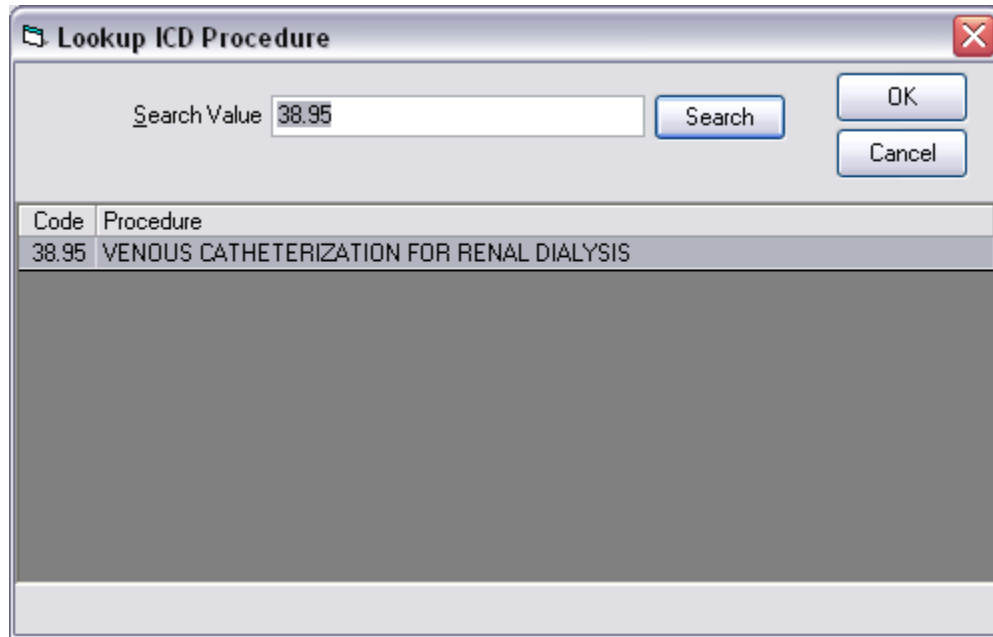 Lookup ICD Procedure
Search Value 38.95 Search OK
Cancel
Code Procedure
38.95 VENOUS CATHETERIZATION FOR RENAL DIALYSIS